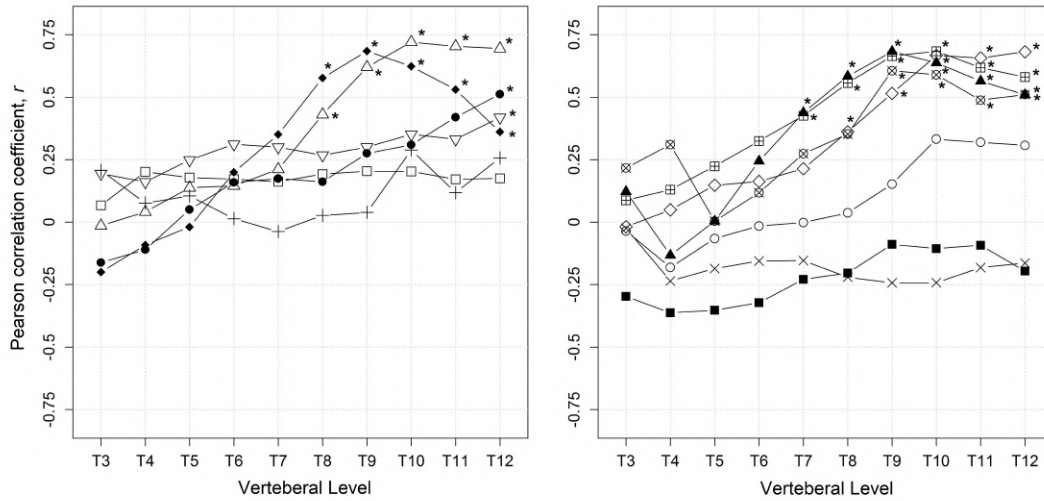 Pearson correlation coefficient, r
0.75
0.5
0.25
0
-0.25
-0.5
-0.75
T3 T4 T5 T6 T7 T8 T9 T10 T11 T12
Verteberal Level
0.75
0.5
0.25
0
-0.25
-0.5
-0.75
T3 T4 T5 T6 T7 T8 T9 T10 T11 T12
Verteberal Level